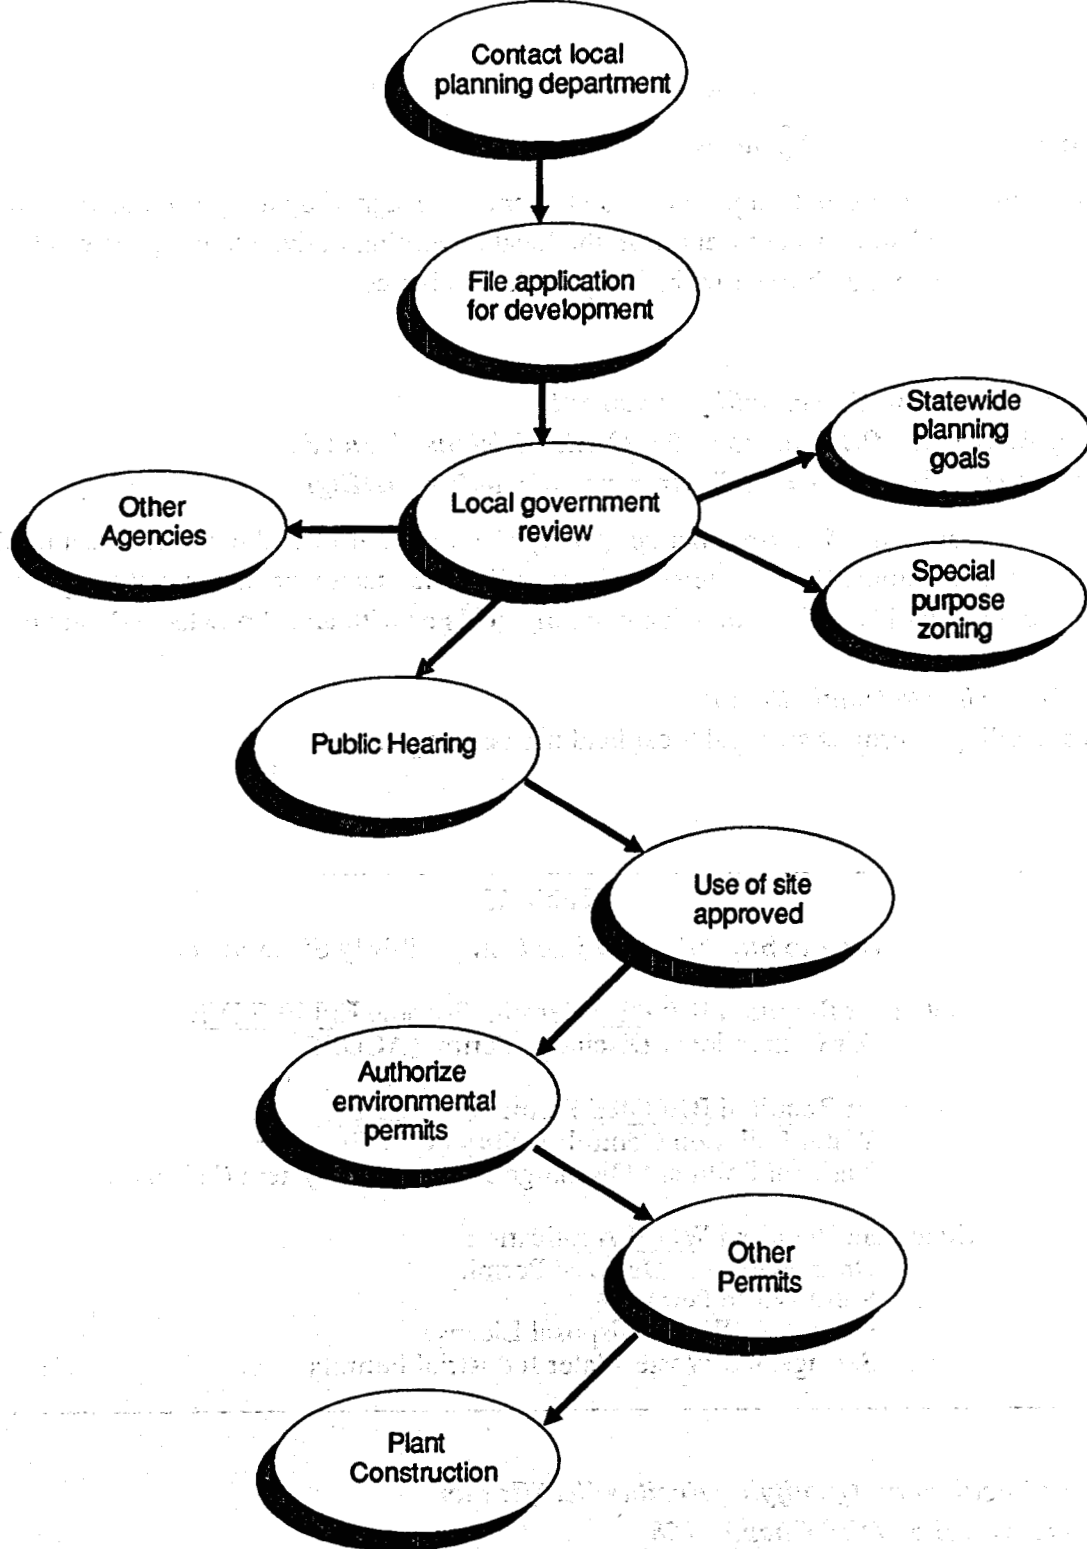 Contact local
planning department
File application
for development
Statewide
planning
goals
Local government
review
Other
Agencies
Special
purpose
zoning
Public Hearing
Use of site
approved
Authorize
environmental
permits
Other
Permits
Plant
Construction